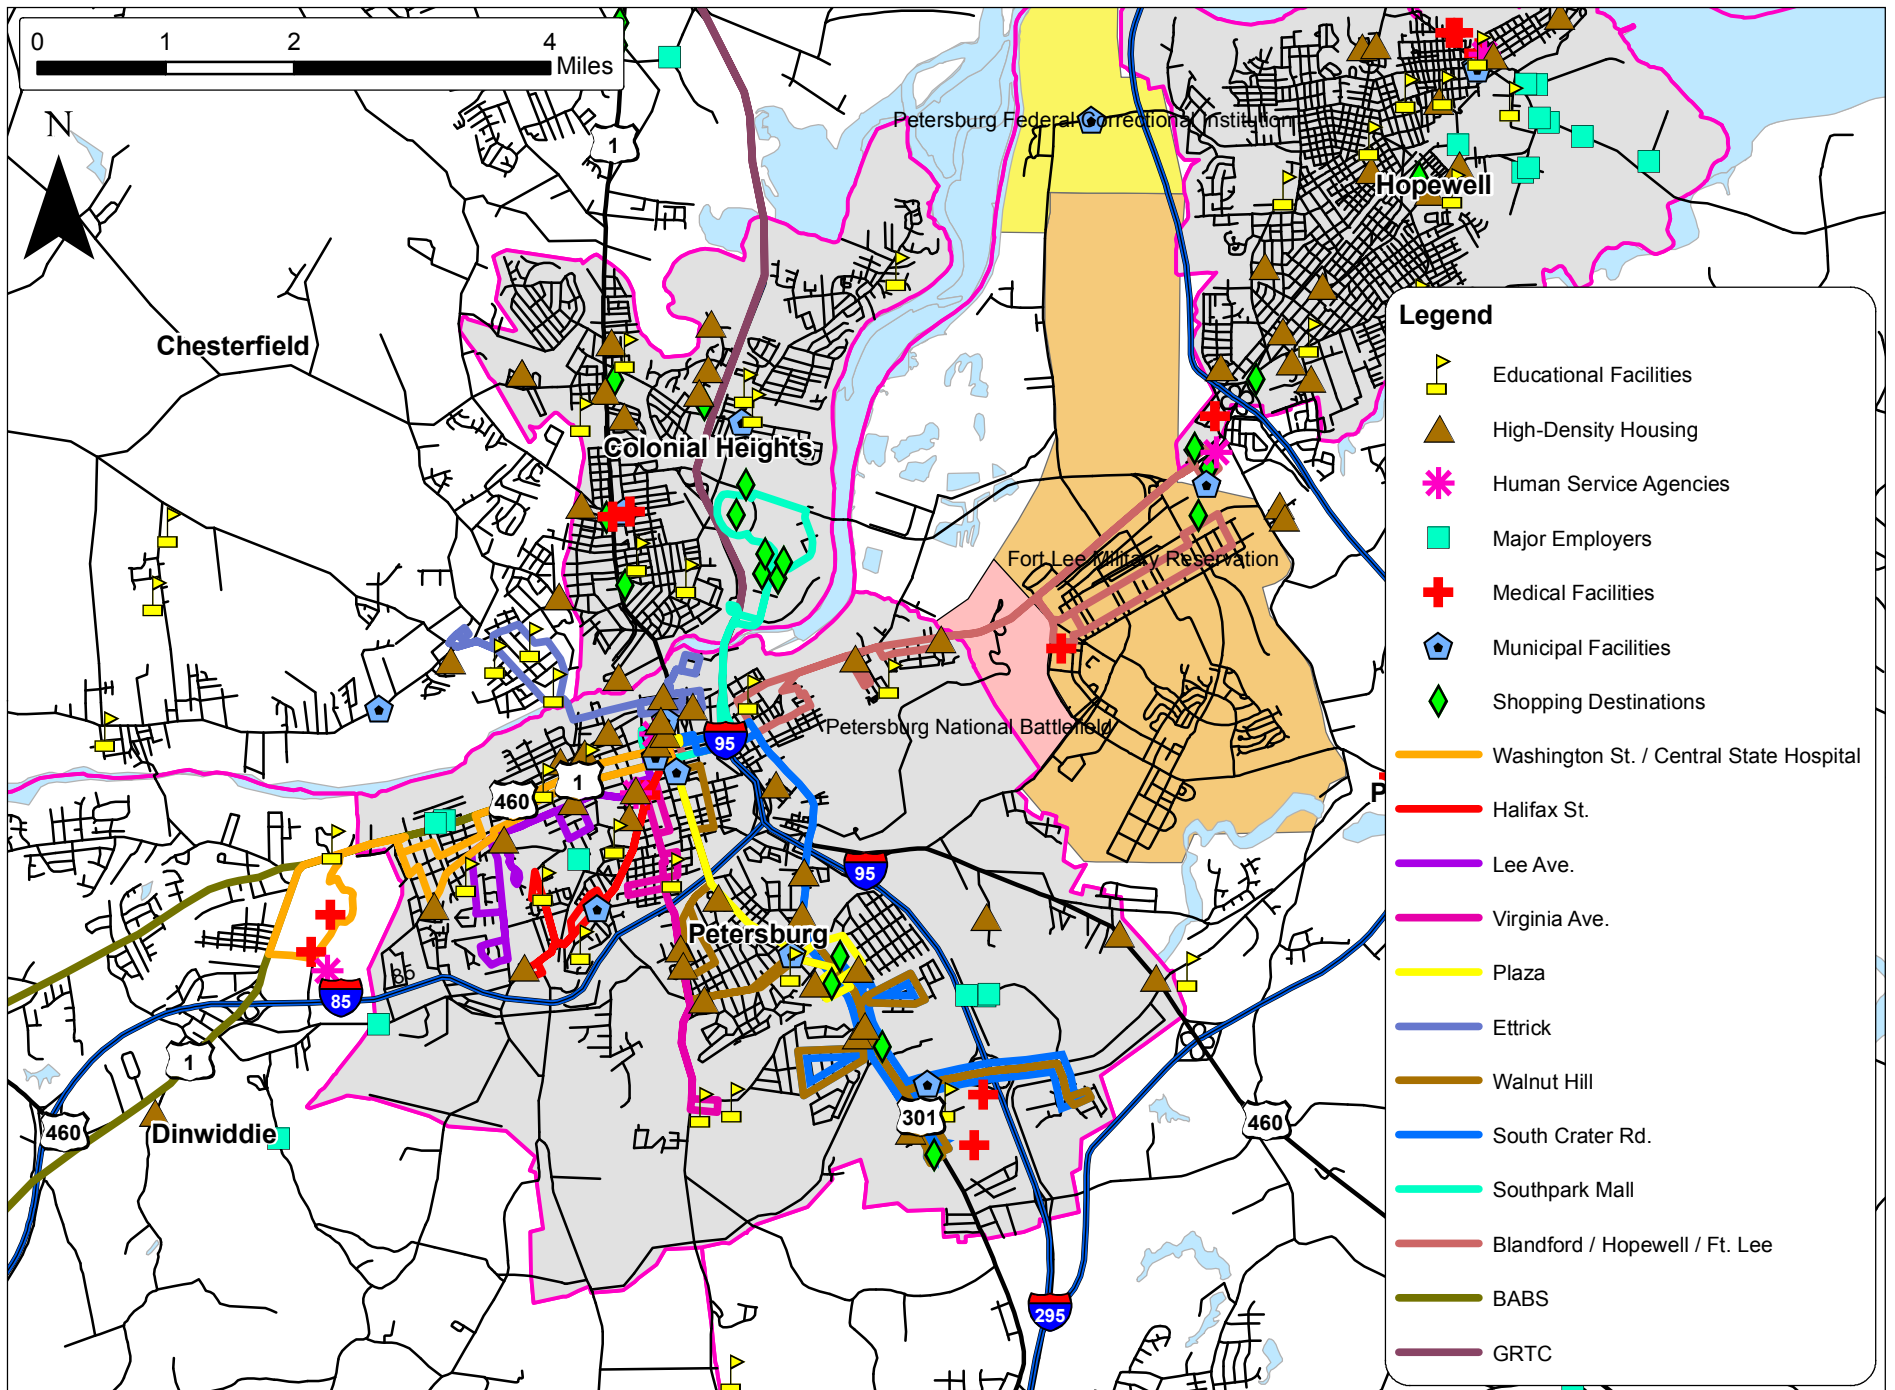 0 1 2 4
Miles
N
1
Petersburg Federal Correctional Institution
Hopewell
Chesterfield
Colonial Heights
Fort Lee Military Reservation
Petersburg National Battlefield
95
1
460
95
P
Petersburg
85
85
1
301
460
460
Dinwiddie
295
Legend
Educational Facilities
High-Density Housing
Human Service Agencies
Major Employers
Medical Facilities
Municipal Facilities
Shopping Destinations
Washington St. / Central State Hospital
Halifax St.
Lee Ave.
Virginia Ave.
Plaza
Ettrick
Walnut Hill
South Crater Rd.
Southpark Mall
Blandford / Hopewell / Ft. Lee
BABS
GRTC